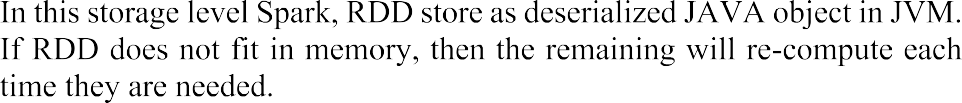 In this storage level Spark, RDD store as deserialized JAVA object in JVM.
If RDD does not fit in memory, then the remaining will re-compute each
time they are needed.